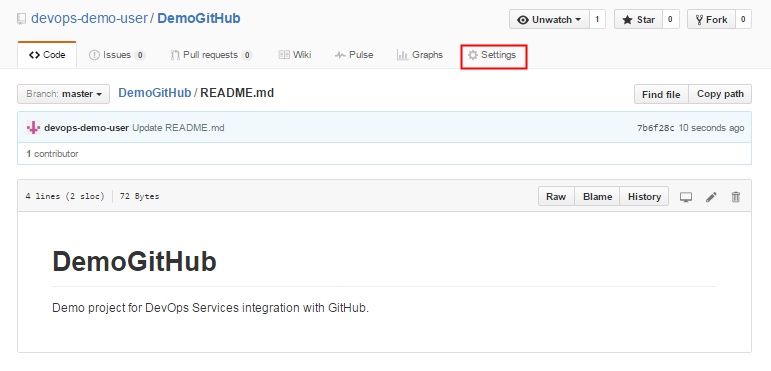 devops-demo-user / DemoGitHub Unwatch 1 Star 0 Fork 0
Code Issues 0 Pull requests 0 Wiki Pulse Graphs Settings
Branch: master DemoGitHub / README.md Find file Copy path
devops-demo-user Update README.md 7b6f28c 10 seconds ago
1 contributor
4 lines (2 sloc) 72 Bytes Raw Blame History
DemoGitHub
Demo project for DevOps Services integration with GitHub.